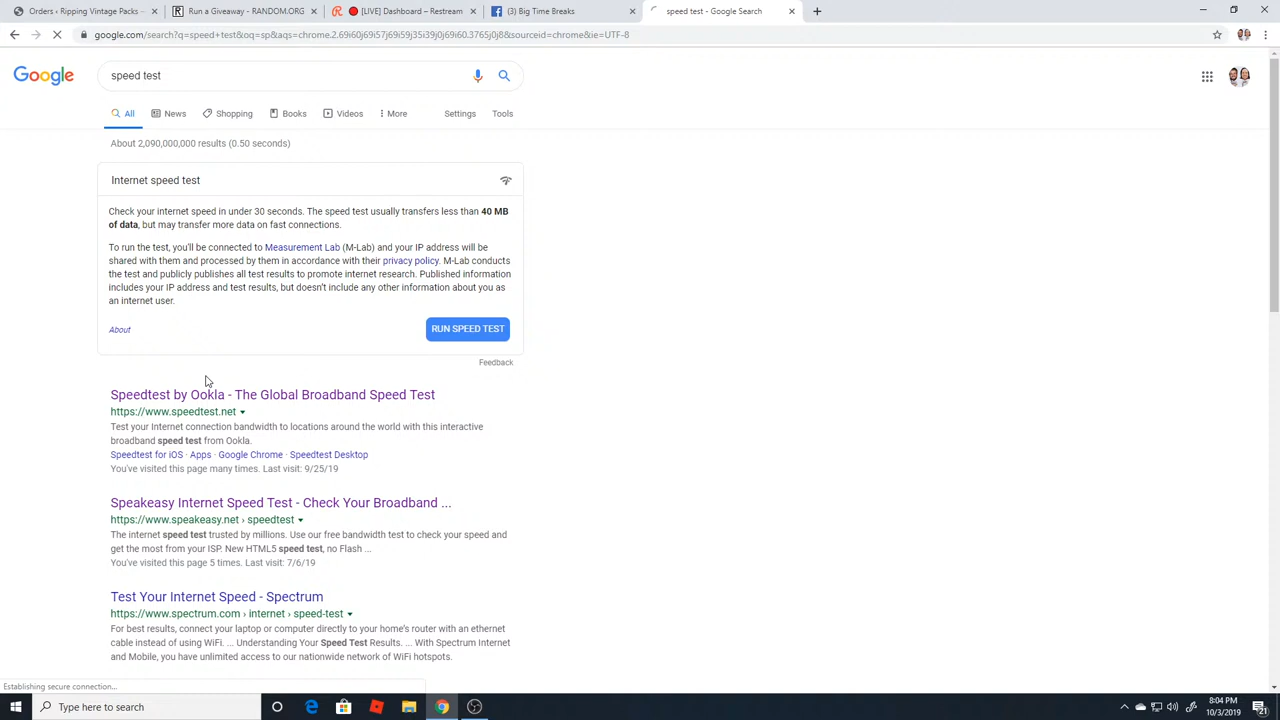 Orders - Ripping Vintage Packs ·
Run a Giveaway - RANDOM.ORG
[LIVE] Dashboard - Restream
(3) Big Time Breaks
speed test - Google Search
google.com/search?q=speed+test&oq=sp&aqs=chrome.2.69i60j69i57j69i59j35i39j0j69i60.3765j0j8&sourceid=chrome&ie=UTF-8
Google
speed test
All
News
Shopping
Books
Videos
More
Settings
Tools
About 2,090,000,000 results (0.50 seconds)
Internet speed test
Check your internet speed in under 30 seconds. The speed test usually transfers less than 40 MB
of data, but may transfer more data on fast connections.
To run the test, you'll be connected to Measurement Lab (M-Lab) and your IP address will be
shared with them and processed by them in accordance with their privacy policy. M-Lab conducts
the test and publicly publishes all test results to promote internet research. Published information
includes your IP address and test results, but doesn't include any other information about you as
an internet user.
About
RUN SPEED TEST
Feedback
Speedtest by Ookla - The Global Broadband Speed Test
https://www.speedtest.net
Test your Internet connection bandwidth to locations around the world with this interactive
broadband speed test from Ookla.
Speedtest for iOS · Apps · Google Chrome · Speedtest Desktop
You've visited this page many times. Last visit: 9/25/19
Speakeasy Internet Speed Test - Check Your Broadband ...
https://www.speakeasy.net › speedtest
The internet speed test trusted by millions. Use our free bandwidth test to check your speed and
get the most from your ISP. New HTML5 speed test, no Flash ...
You've visited this page 5 times. Last visit: 7/6/19
Test Your Internet Speed - Spectrum
https://www.spectrum.com › internet › speed-test
For best results, connect your laptop or computer directly to your home's router with an ethernet
cable instead of using WiFi. ... Understanding Your Speed Test Results. ... With Spectrum Internet
and Mobile, you have unlimited access to our nationwide network of WiFi hotspots.
Establishing secure connection...
Type here to search
8:04 PM
10/3/2019
21